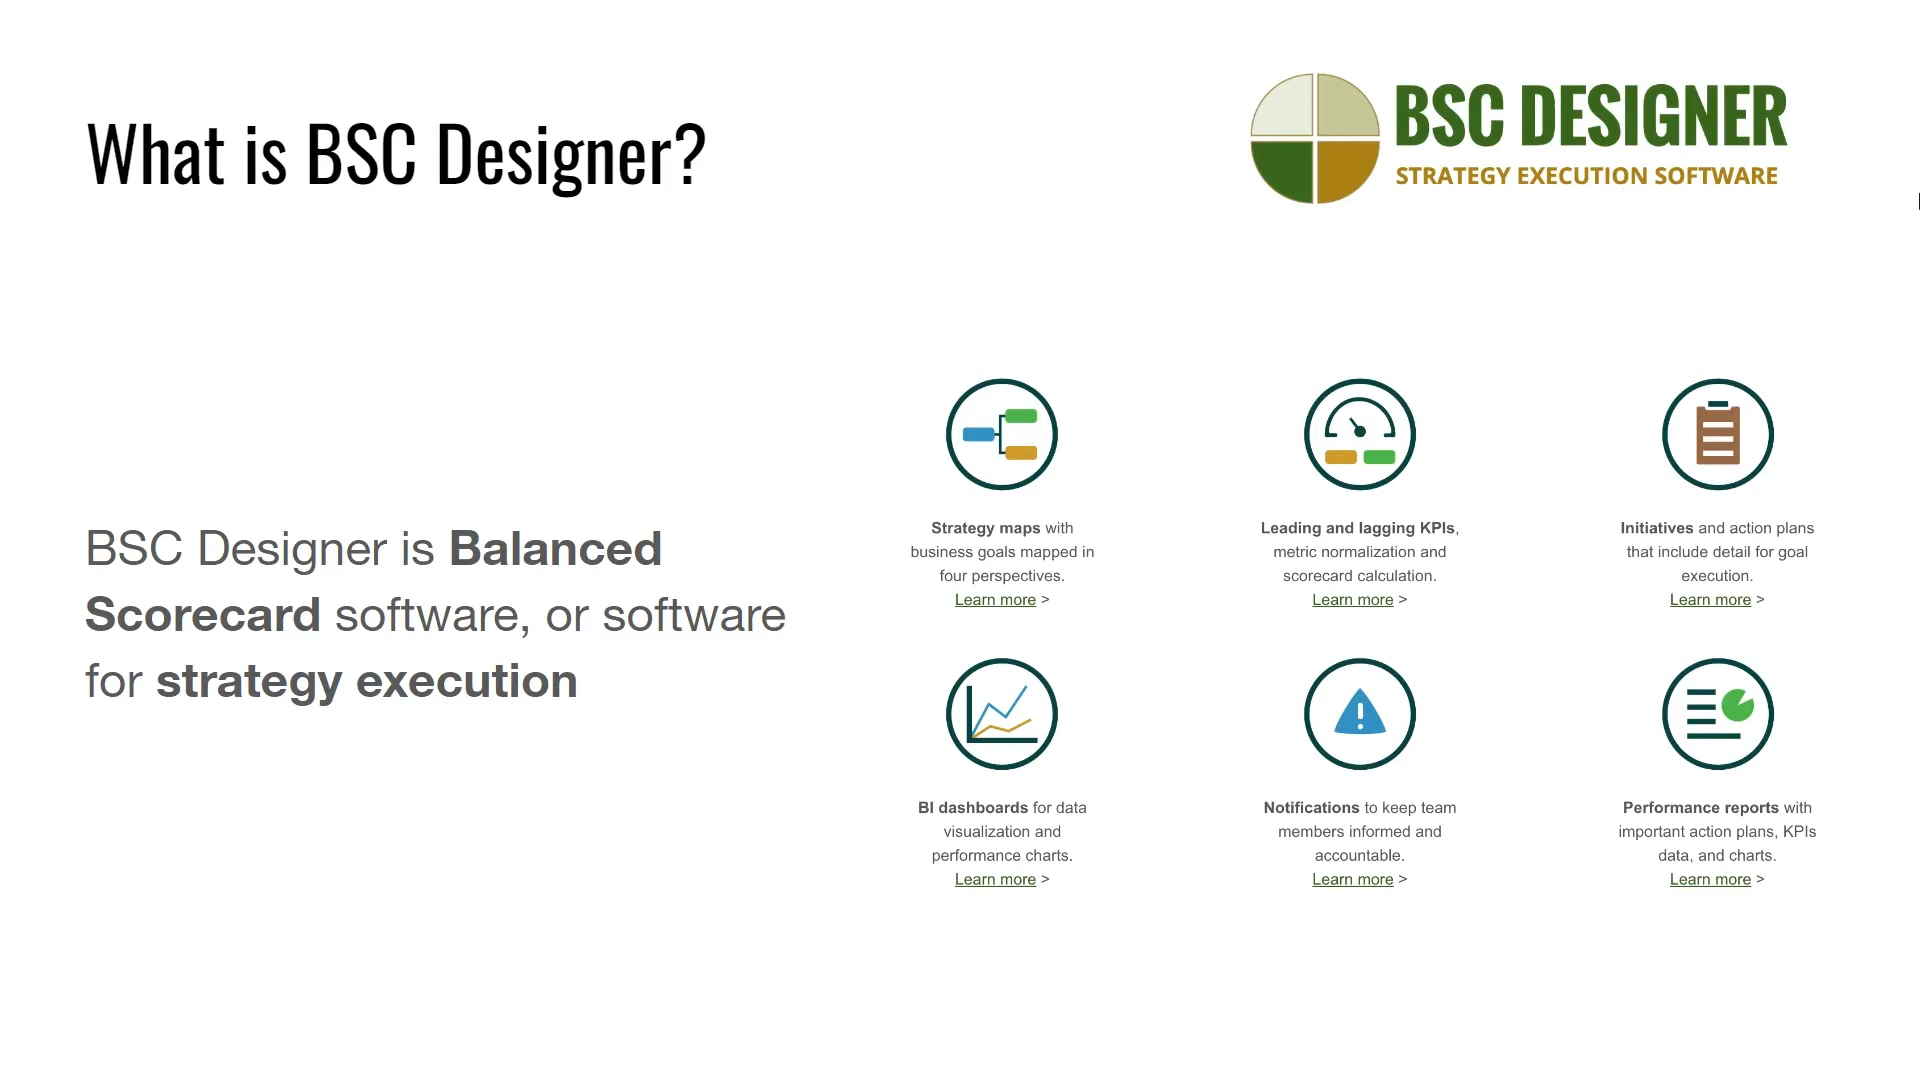 What is BSC Designer?
BSC DESIGNER
STRATEGY EXECUTION SOFTWARE
BSC Designer is Balanced
Scorecard software, or software
for strategy execution
Strategy maps with
business goals mapped in
four perspectives.
Learn more >
Leading and lagging KPIs,
metric normalization and
scorecard calculation.
Learn more >
Initiatives and action plans
that include detail for goal
execution.
Learn more >
BI dashboards for data
visualization and
performance charts.
Learn more >
Notifications to keep team
members informed and
accountable.
Learn more >
Performance reports with
important action plans, KPIs
data, and charts.
Learn more >